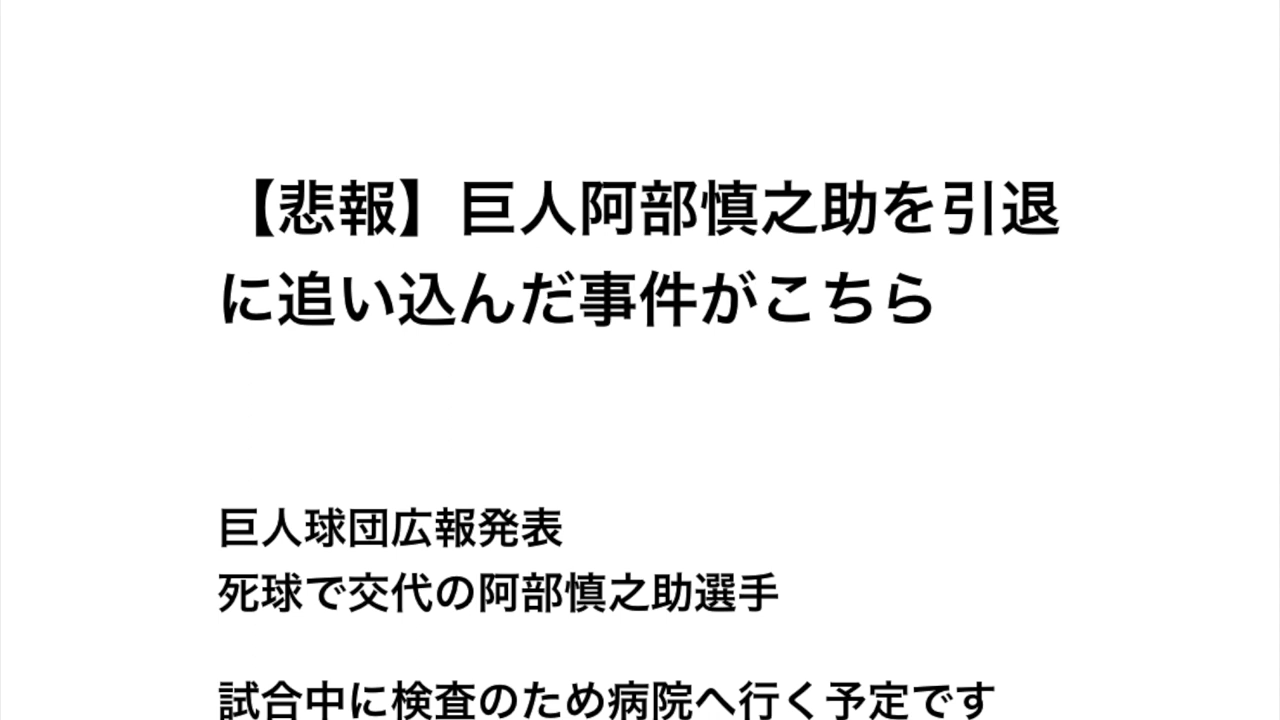 【悲報】巨人阿部慎之助を引退
に追い込んだ事件がこちら
巨人球団広報発表
死球で交代の阿部慎之助選手
試合中に検査のため病院へ行く予定です